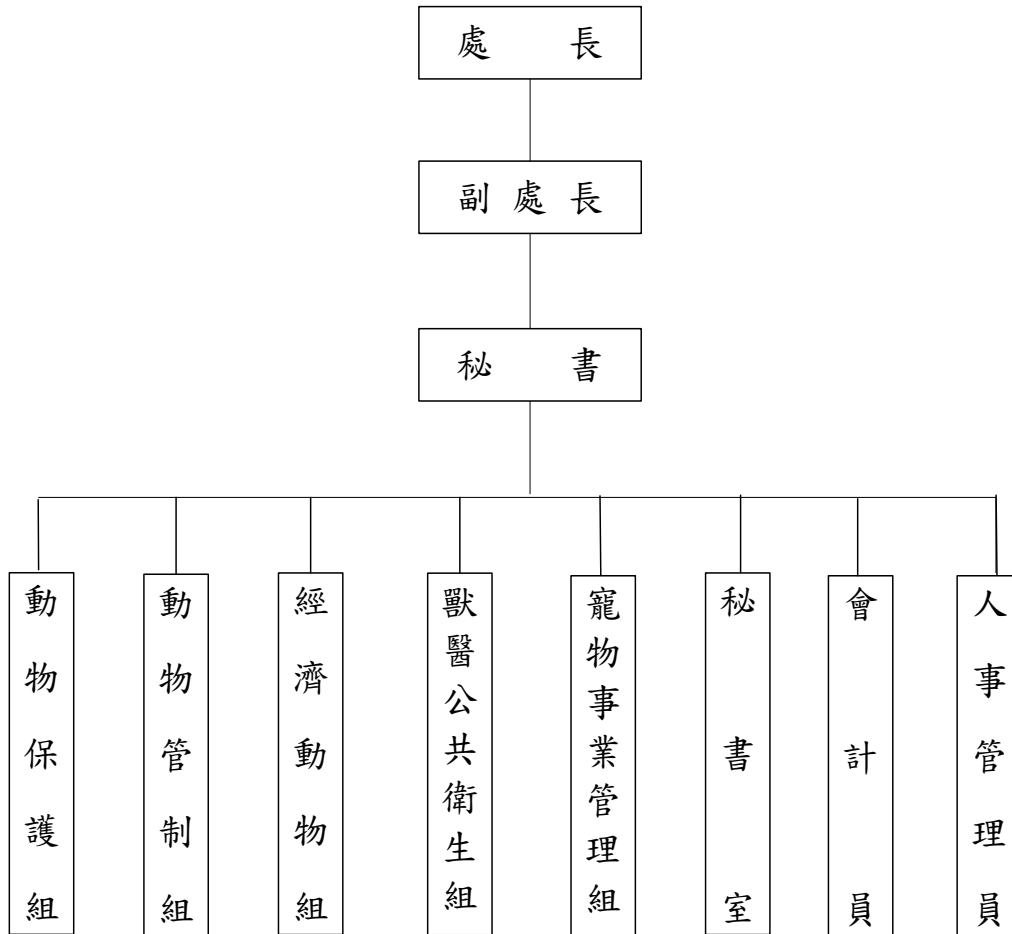 處長
副處長
秘書
動物保護組
動物管制組
經濟動物組
獸醫公共衛生組
寵物事業管理組
秘書室
會計員
人事管理員